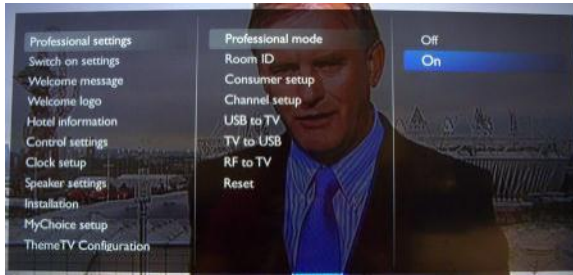 Professional settings
Switch on settings
Welcome message
Welcome logo
Hotel information
Control settings
Clock setup
Speaker settings
Installation
MyChoice setup
ThemeTV Configuration
Professional mode
Room ID
Consumer setup
Channel setup
USB to TV
TV to USB
RF to TV
Reset
Off
On